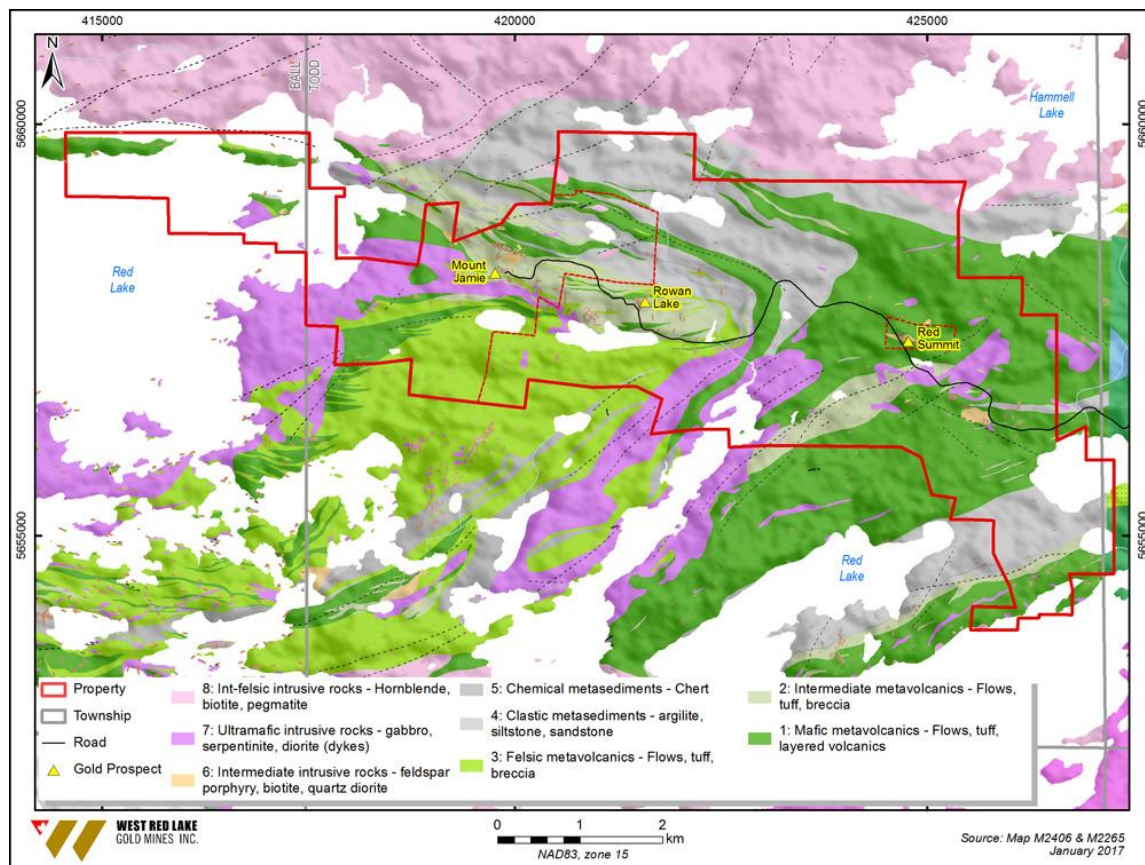 415000
420000
425000
N
BALL
TODD
5660000
5660000
Hammell
Lake
Red
Lake
Mount
Jamie
Rowan
Lake
Red
Summit
5655000
5655000
Red
Lake
Property
Township
Road
Gold Prospect
8: Int-felsic intrusive rocks - Hornblende,
biotite, pegmatite
7: Ultramafic intrusive rocks - gabbro,
serpentinite, diorite (dykes)
6: Intermediate intrusive rocks - feldspar
porphyry, biotite, quartz diorite
5: Chemical metasediments - Chert
4: Clastic metasediments - argilite,
siltstone, sandstone
3: Felsic metavolcanics - Flows, tuff,
breccia
2: Intermediate metavolcanics - Flows,
tuff, breccia
1: Mafic metavolcanics - Flows, tuff,
layered volcanics
WEST RED LAKE
GOLD MINES INC.
0 1 2
km
NAD83, zone 15
Source: Map M2406 & M2265
January 2017